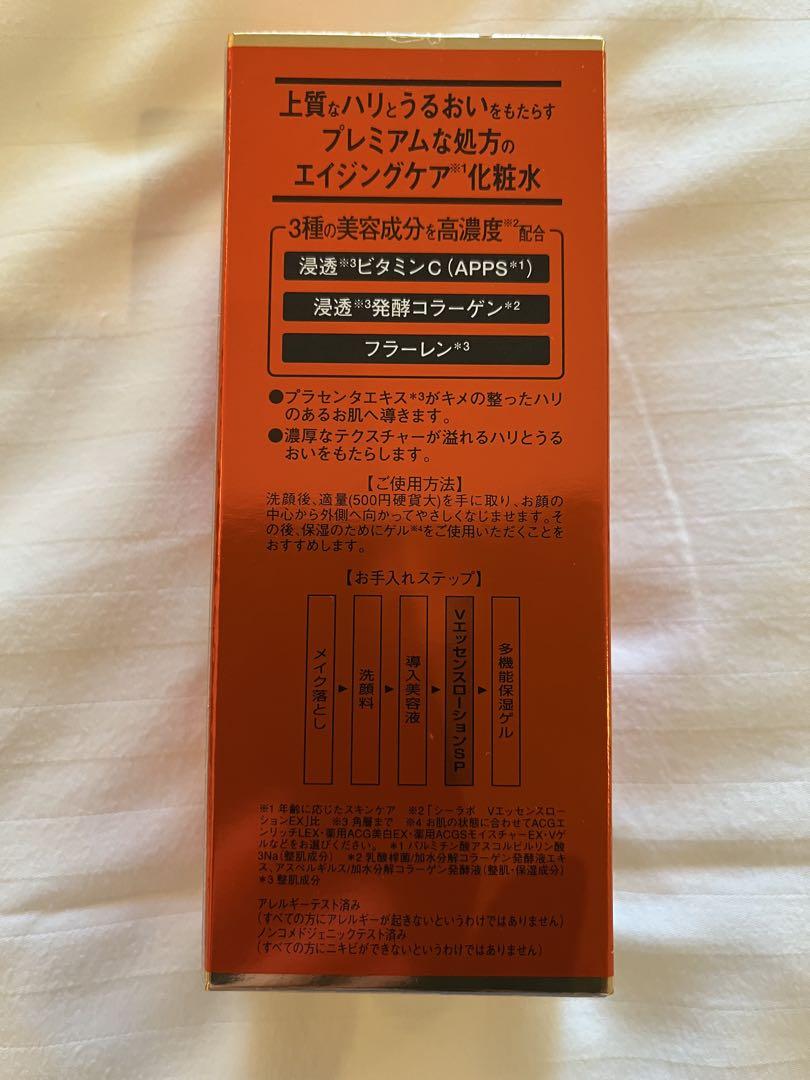 上質なハリとうるおいをもたらす
プレミアムな処方の
エイジングケア※1化粧水
3種の美容成分を高濃度※2配合
浸透※3ビタミンC(APPS*1)
浸透※3発酵コラーゲン*2
フラーレン*3
●プラセンタエキス*3がキメの整ったハリ
のあるお肌へ導きます。
●濃厚なテクスチャーが溢れるハリとうる
おいをもたらします。
【ご使用方法】
洗顔後、適量(500円硬貨大)を手に取り、お顔の
中心から外側へ向かってやさしくなじませます。そ
の後、保湿のためにゲル※4をご使用いただくことを
おすすめします。
【お手入れステップ】
メイク落とし
▶
洗顔料
▶
導入美容液
▶
VエッセンスローションSP
▶
多機能保湿ゲル
※1 年齢に応じたスキンケア ※2「シーラボ Vエッセンスロー
ションEX」比 ※3 角層まで ※4 お肌の状態に合わせてACGエ
ンリッチLEX・薬用ACG美白EX・薬用ACGSモイスチャーEX・Vゲ
ルなどをお選びください。 *1 パルミチン酸アスコルビルリン酸
3Na(整肌成分) *2 乳酸桿菌/加水分解コラーゲン発酵液エキ
ス、アスペルギルス/加水分解コラーゲン発酵液(整肌・保湿成分)
*3 整肌成分
アレルギーテスト済み
(すべての方にアレルギーが起きないというわけではありません)
ノンコメドジェニックテスト済み
(すべての方にニキビができないというわけではありません)